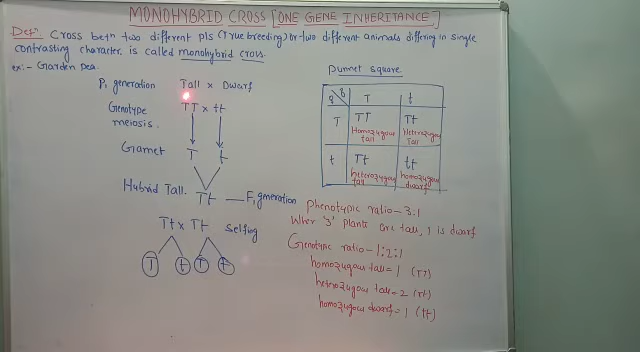 MONOHYBRID CROSS [ONE GENE INHERITANCE]
Defn. Cross betn two different pls (True breeding) or two different animals differing in single
contrasting character is called monohybrid cross.
ex:- Garden pea.
P₁ generation Tall x Dwarf
Genotype TT x tt
meiosis.
Gamet T t
Hybrid Tall. Tt — F₁ generation
Tt x Tt selfing
T t T t
punnet square
T t
T TT Tt
Homozygous tall Heterozygous Tall
t Tt tt
heterozygous tall homozygous dwarf
phenotypic ratio - 3:1
Wher '3' plants are tall, 1 is dwarf
Genotypic ratio - 1:2:1
homozygous tall = 1 (TT)
hetrozygous tall = 2 (Tt)
homozygous dwarf = 1 (tt)